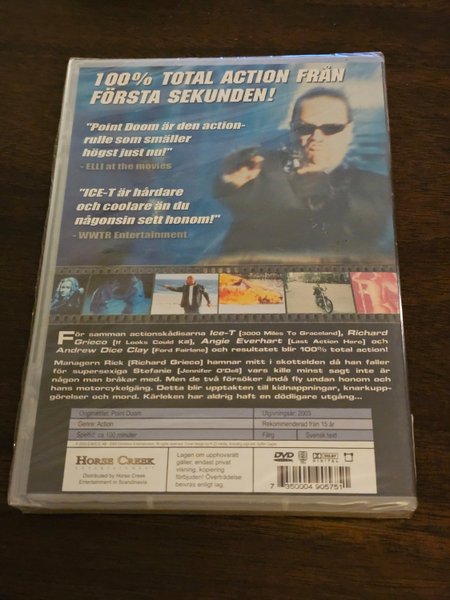 100% TOTAL ACTION FRÅN
FÖRSTA SEKUNDEN!
"Point Doom är den action-
rulle som smäller
högst just nu!"
- ELLI at the movies
"ICE-T är hårdare
och coolare än du
någonsin sett honom!"
- WWTR Entertainment
För samman actionskådisarna Ice-T [3000 Miles To Graceland], Richard
Grieco [If Looks Could Kill], Angie Everhart [Last Action Hero] och
Andrew Dice Clay [Ford Fairlane] och resultatet blir 100% total action!
Managern Rick [Richard Grieco] hamnar mitt i skottelden då han faller
för supersexiga Stefanie [Jennifer O'Dell] vars kille minst sagt inte är
någon man bråkar med. Men de två försöker ändå fly undan honom och
hans motorcykelgäng. Detta blir upptakten till kidnappningar, knarkupp-
görelser och mord. Kärleken har aldrig haft en dödligare utgång...
Originaltitel: Point Doom
Utgivningsår: 2003
Genre: Action
Rekommenderad från 15 år
Speltid: ca 100 minuter
Färg
Svensk text
HORSE CREEK
ENTERTAINMENT
Distributed by Horse Creek
Entertainment in Scandinavia
Lagen om upphovsrätt
gäller; endast privat
visning, kopiering
förbjuden! Överträdelse
beivras enligt lag.
DVD
DOLBY
DIGITAL
7 350004 905751